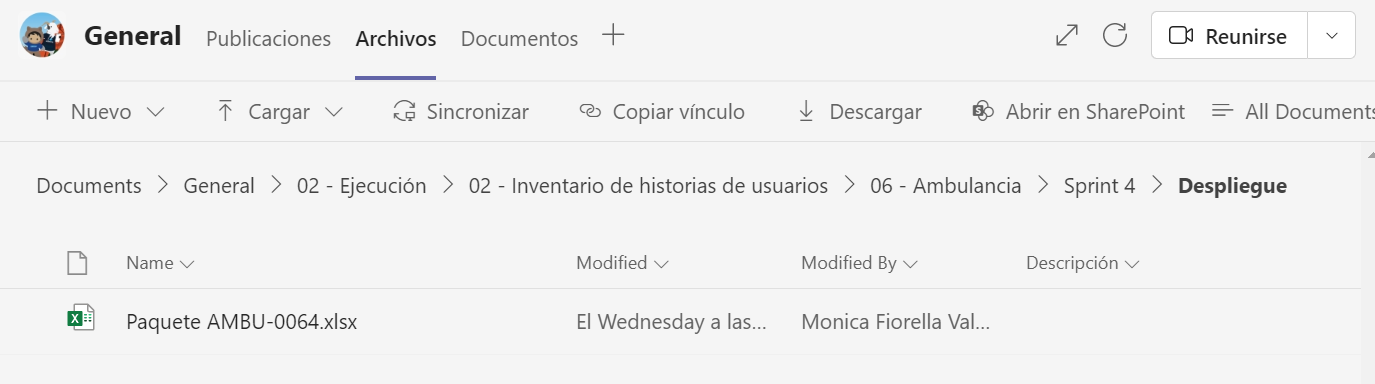 General Publicaciones Archivos Documentos Reunirse
Nuevo Cargar Sincronizar Copiar vínculo Descargar Abrir en SharePoint All Documents
Documents > General > 02 - Ejecución > 02 - Inventario de historias de usuarios > 06 - Ambulancia > Sprint 4 > Despliegue
Name Modified Modified By Descripción
Paquete AMBU-0064.xlsx El Wednesday a las... Monica Fiorella Val...